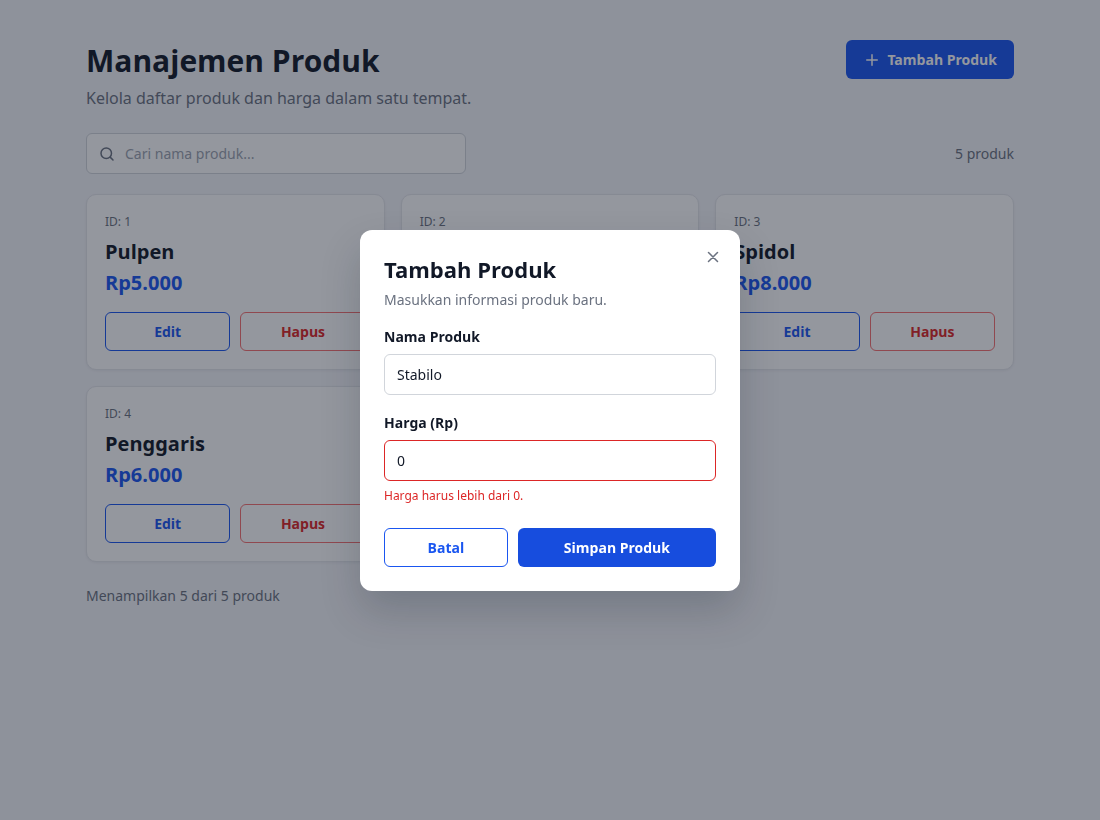 Manajemen Produk
+ Tambah Produk
Kelola daftar produk dan harga dalam satu tempat.
Cari nama produk...
5 produk
ID: 1
Pulpen
Rp5.000
Edit
Hapus
ID: 2
ID: 3
Spidol
Rp8.000
Edit
Hapus
ID: 4
Penggaris
Rp6.000
Edit
Hapus
Menampilkan 5 dari 5 produk
Tambah Produk
Masukkan informasi produk baru.
Nama Produk
Stabilo
Harga (Rp)
0
Harga harus lebih dari 0.
Batal
Simpan Produk